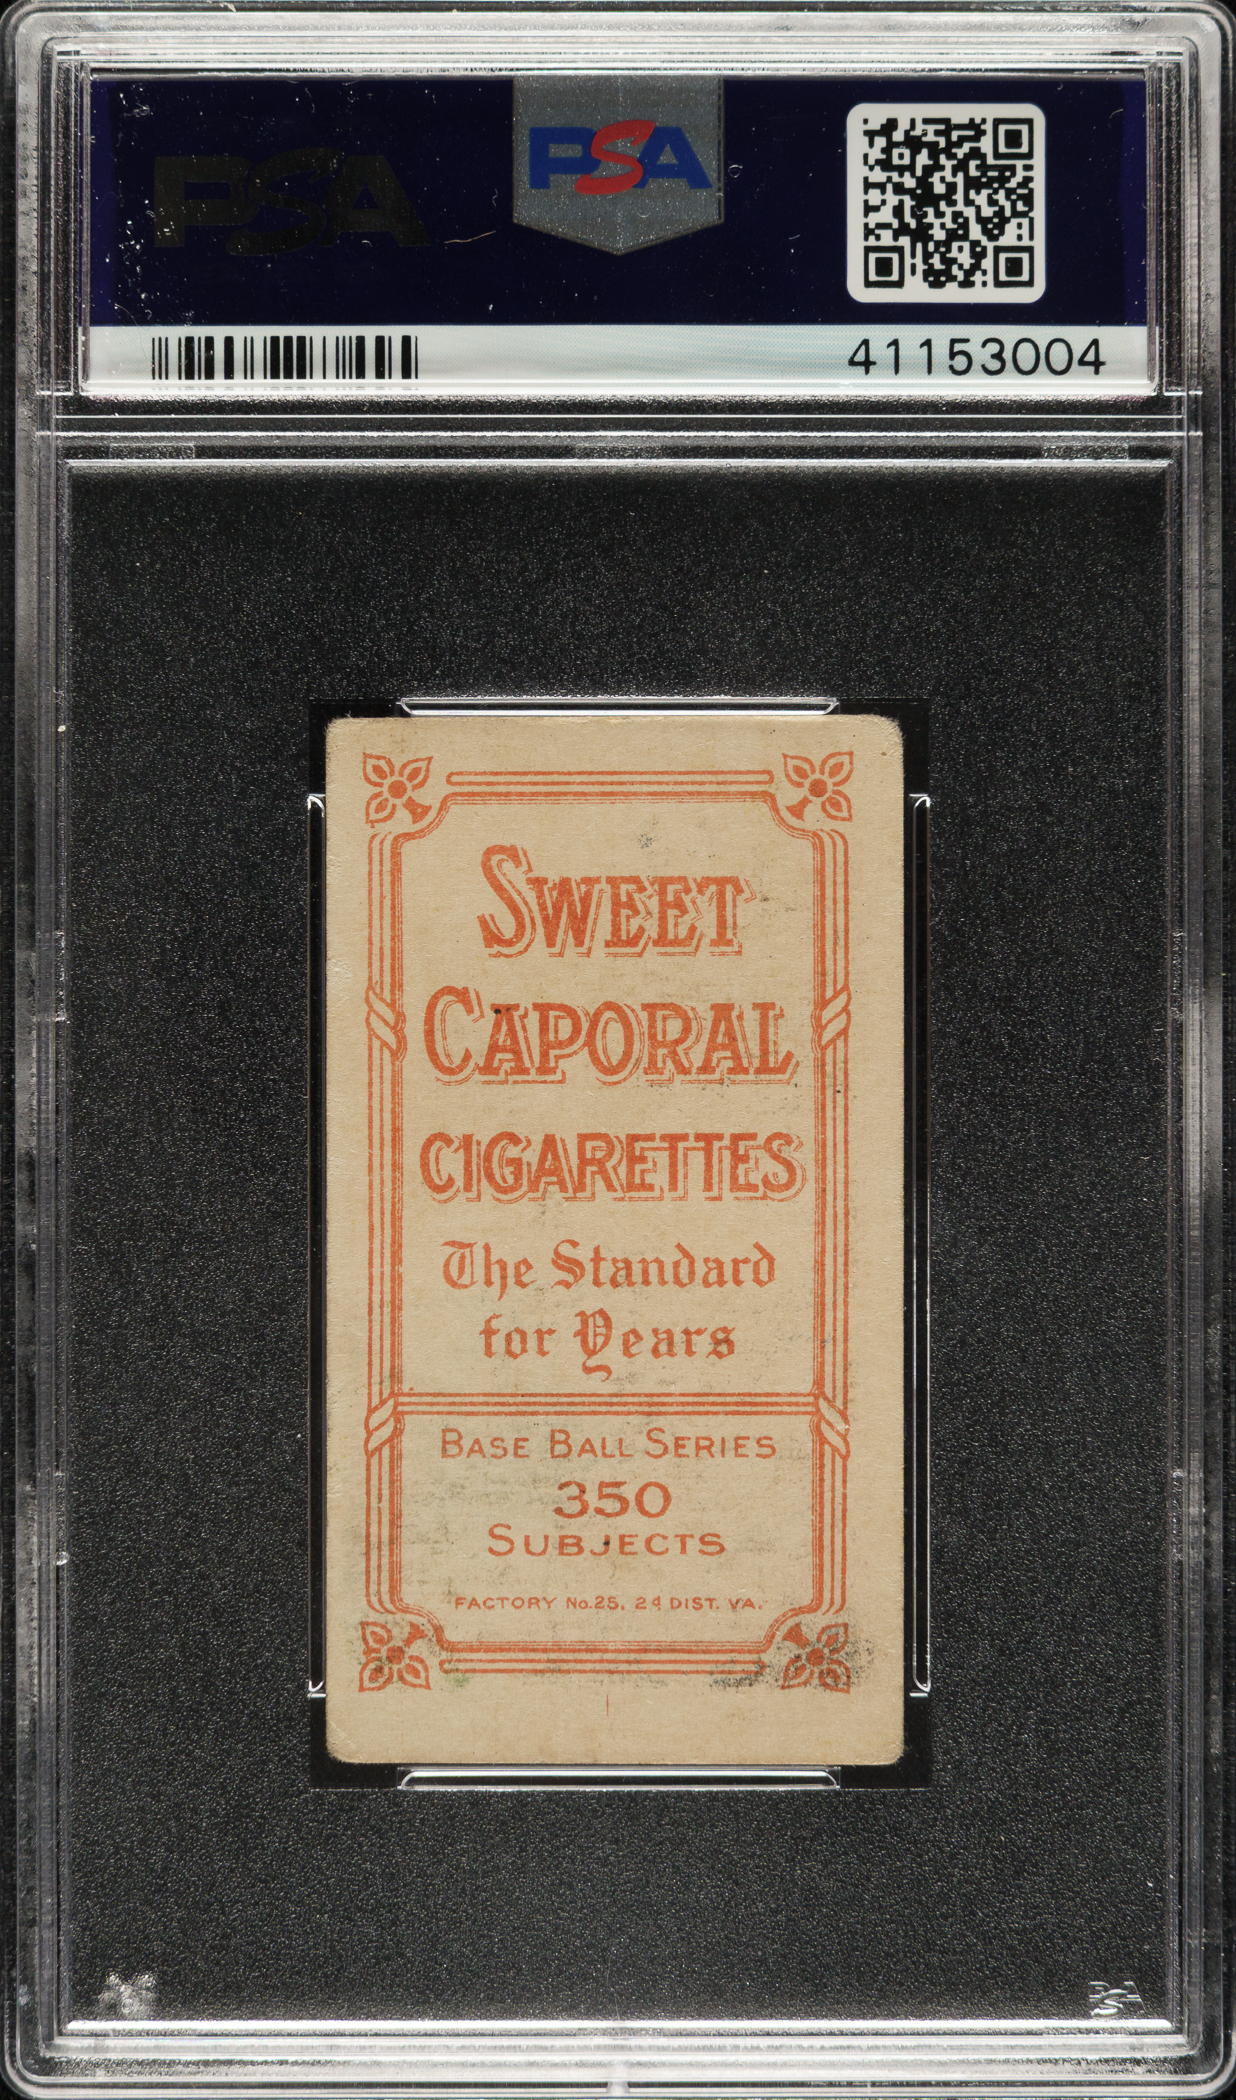 PSA
PSA
41153004
SWEET
CAPORAL
CIGARETTES
The Standard
for Years
BASE BALL SERIES
350
SUBJECTS
FACTORY No.25, 2d DIST. VA.
PSA